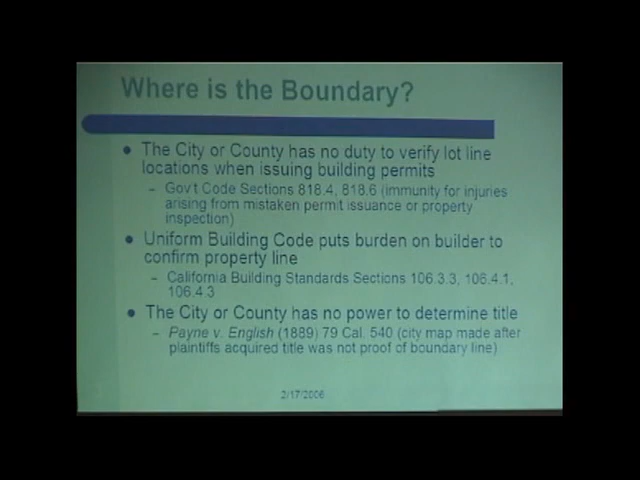 Where is the Boundary?
• The City or County has no duty to verify lot line
locations when issuing building permits
– Gov't Code Sections 818.4, 818.6 (immunity for injuries
arising from mistaken permit issuance or property
inspection)
• Uniform Building Code puts burden on builder to
confirm property line
– California Building Standards Sections 106.3.3, 106.4.1,
106.4.3
• The City or County has no power to determine title
– Payne v. English (1889) 79 Cal. 540 (city map made after
plaintiffs acquired title was not proof of boundary line)
2/17/2006